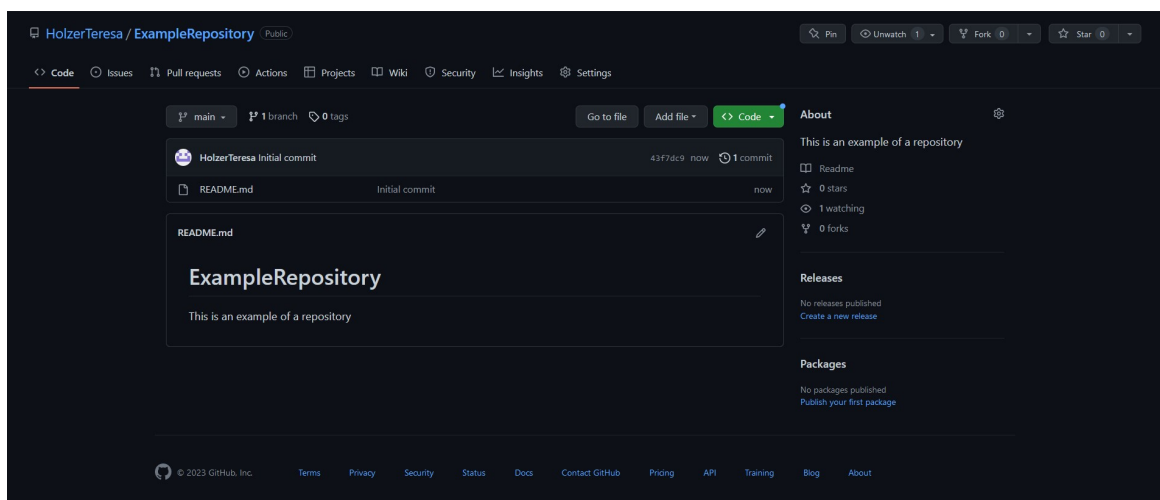 HolzerTeresa / ExampleRepository Public
Pin Unwatch 1 Fork 0 Star 0
Code Issues Pull requests Actions Projects Wiki Security Insights Settings
main 1 branch 0 tags Go to file Add file Code
HolzerTeresa Initial commit 43f7dc9 now 1 commit
README.md Initial commit now
README.md
ExampleRepository
This is an example of a repository
About
This is an example of a repository
Readme
0 stars
1 watching
0 forks
Releases
No releases published
Create a new release
Packages
No packages published
Publish your first package
© 2023 GitHub, Inc. Terms Privacy Security Status Docs Contact GitHub Pricing API Training Blog About